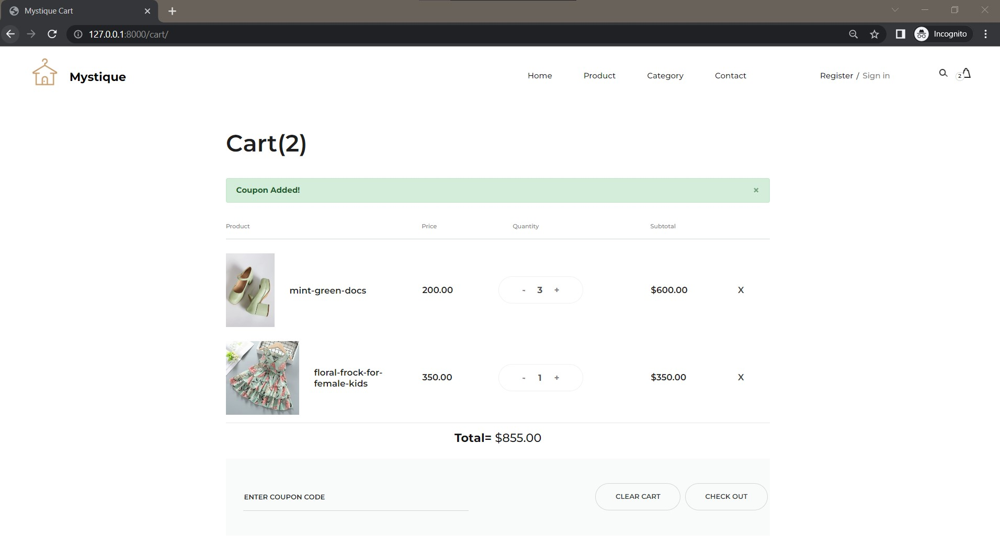 Mystique Cart
127.0.0.1:8000/cart/
Incognito
Mystique
Home
Product
Category
Contact
Register / Sign in
2
Cart(2)
Coupon Added!
×
Product Price Quantity Subtotal
mint-green-docs 200.00 - 3 + $600.00 X
floral-frock-for-
female-kids
350.00 - 1 + $350.00 X
Total= $855.00
ENTER COUPON CODE
CLEAR CART
CHECK OUT